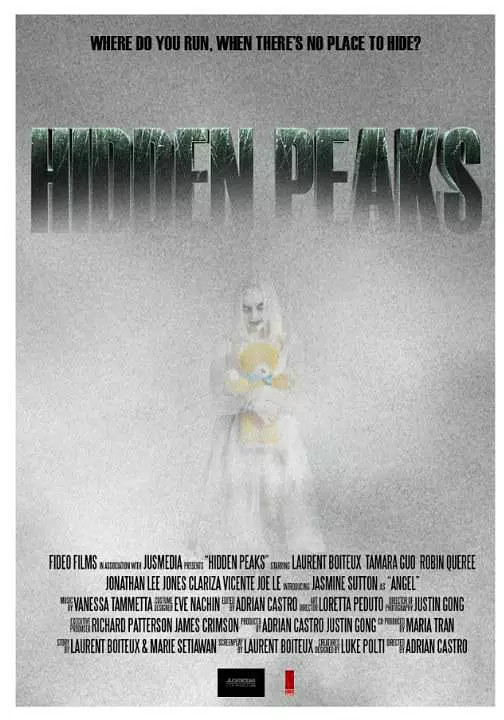 WHERE DO YOU RUN, WHEN THERE'S NO PLACE TO HIDE?
HIDDEN PEAKS
FIDEO FILMS IN ASSOCIATION WITH JUSMEDIA PRESENTS "HIDDEN PEAKS" STARRING LAURENT BOITEUX TAMARA GUO ROBIN QUEREE
JONATHAN LEE JONES CLARIZA VICENTE JOE LE INTRODUCING JASMINE SUTTON AS "ANGEL"
MUSIC BY VANESSA TAMMETTA COSTUME DESIGNER EVE NACHIN EDITED BY ADRIAN CASTRO ART DIRECTOR LORETTA PEDUTO DIRECTOR OF PHOTOGRAPHY JUSTIN GONG
EXECUTIVE PRODUCER RICHARD PATTERSON JAMES CRIMSON PRODUCED BY ADRIAN CASTRO JUSTIN GONG CO PRODUCED BY MARIA TRAN
STORY BY LAURENT BOITEUX & MARIE SETIAWAN SCREENPLAY BY LAURENT BOITEUX CREATURES DESIGNED BY LUKE POLTI DIRECTED BY ADRIAN CASTRO